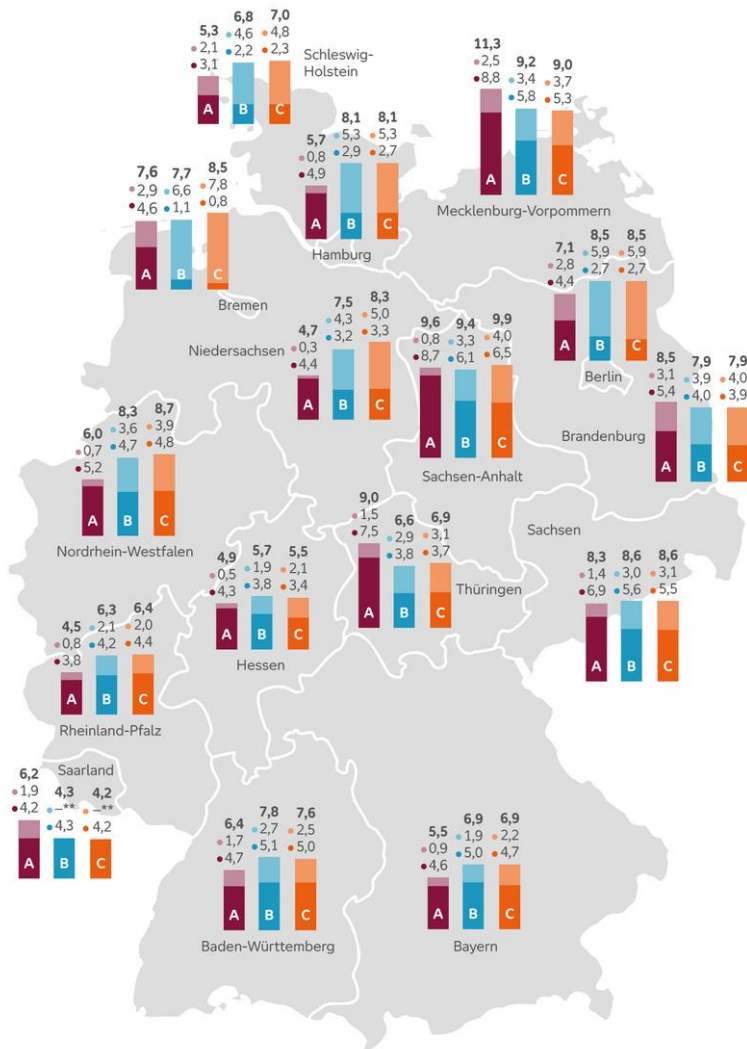 5,3 6,8 7,0
2,1 4,6 4,8
3,1 2,2 2,3
Schleswig-
Holstein
A B C
11,3 9,2 9,0
2,5 3,4 3,7
8,8 5,8 5,3
A B C
Mecklenburg-Vorpommern
5,7 8,1 8,1
0,8 5,3 5,3
4,9 2,9 2,7
A B C
Hamburg
7,6 7,7 8,5
2,9 6,6 7,8
4,6 1,1 0,8
A B C
Bremen
7,1 8,5 8,5
2,8 5,9 5,9
4,4 2,7 2,7
A B C
Berlin
Niedersachsen
4,7 7,5 8,3
0,3 4,3 5,0
4,4 3,2 3,3
A B C
9,6 9,4 9,9
0,8 3,3 4,0
8,7 6,1 6,5
A B C
Sachsen-Anhalt
8,5 7,9 7,9
3,1 3,9 4,0
5,4 4,0 3,9
Brandenburg
A B C
6,0 8,3 8,7
0,7 3,6 3,9
5,2 4,7 4,8
A B C
Nordrhein-Westfalen
9,0 6,6 6,9
1,5 2,9 3,1
7,5 3,8 3,7
A B C
Thüringen
Sachsen
8,3 8,6 8,6
1,4 3,0 3,1
6,9 5,6 5,5
A B C
4,9 5,7 5,5
0,5 1,9 2,1
4,3 3,8 3,4
A B C
Hessen
4,5 6,3 6,4
0,8 2,1 2,0
3,8 4,2 4,4
A B C
Rheinland-Pfalz
Saarland
6,2 4,3 4,2
1,9 –** –**
4,2 4,3 4,2
A B C
6,4 7,8 7,6
1,7 2,7 2,5
4,7 5,1 5,0
A B C
Baden-Württemberg
5,5 6,9 6,9
0,9 1,9 2,2
4,6 5,0 4,7
A B C
Bayern